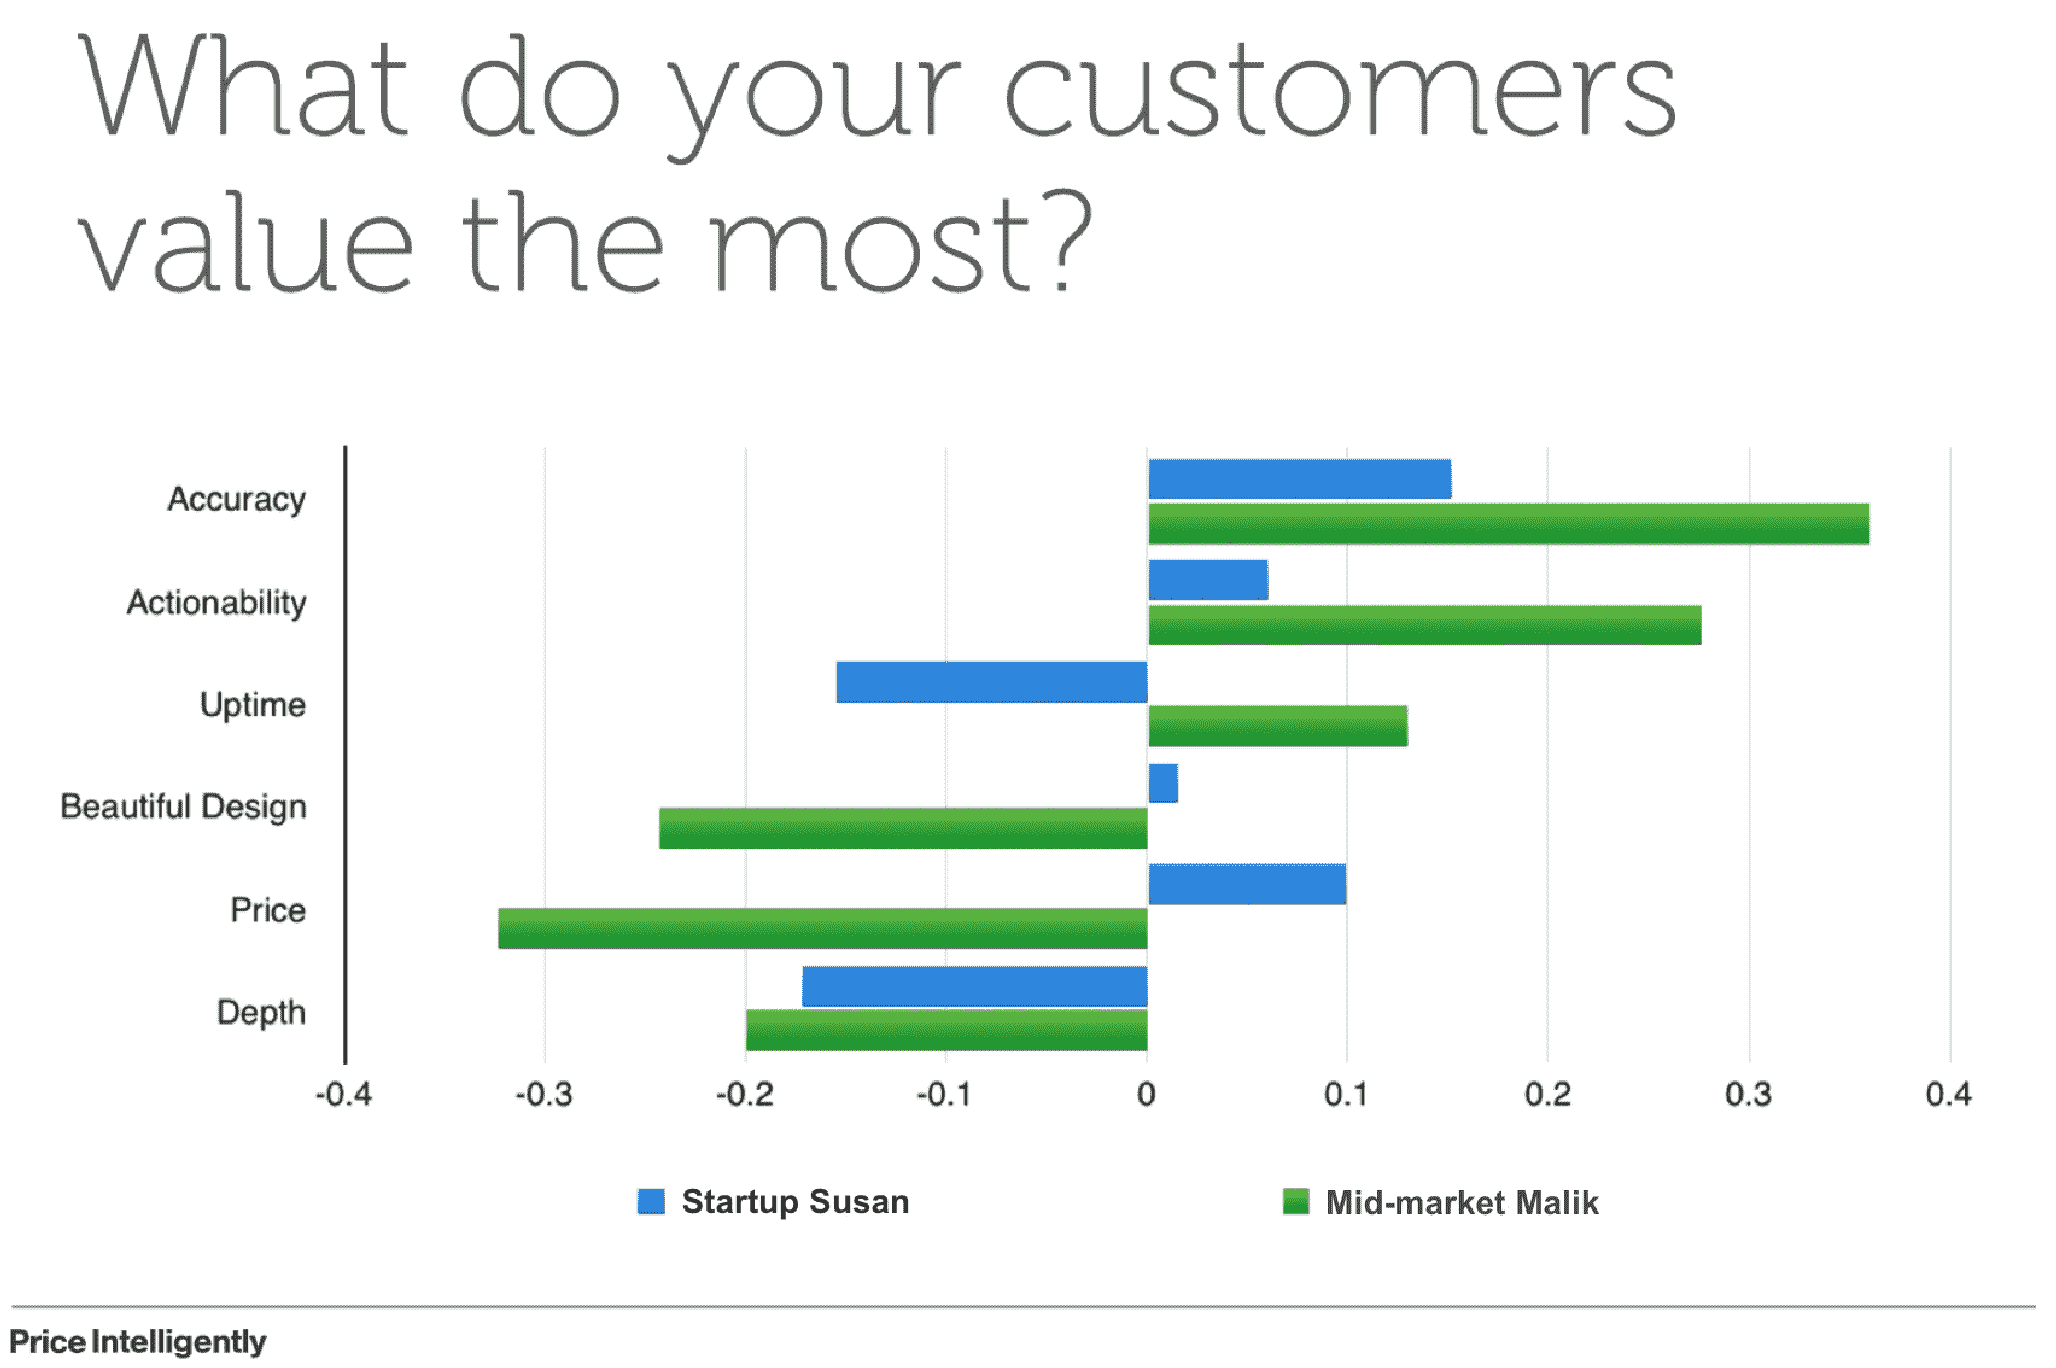 What do your customers
value the most?
Accuracy
Actionability
Uptime
Beautiful Design
Price
Depth
-0.4 -0.3 -0.2 -0.1 0 0.1 0.2 0.3 0.4
Startup Susan Mid-market Malik
Price Intelligently